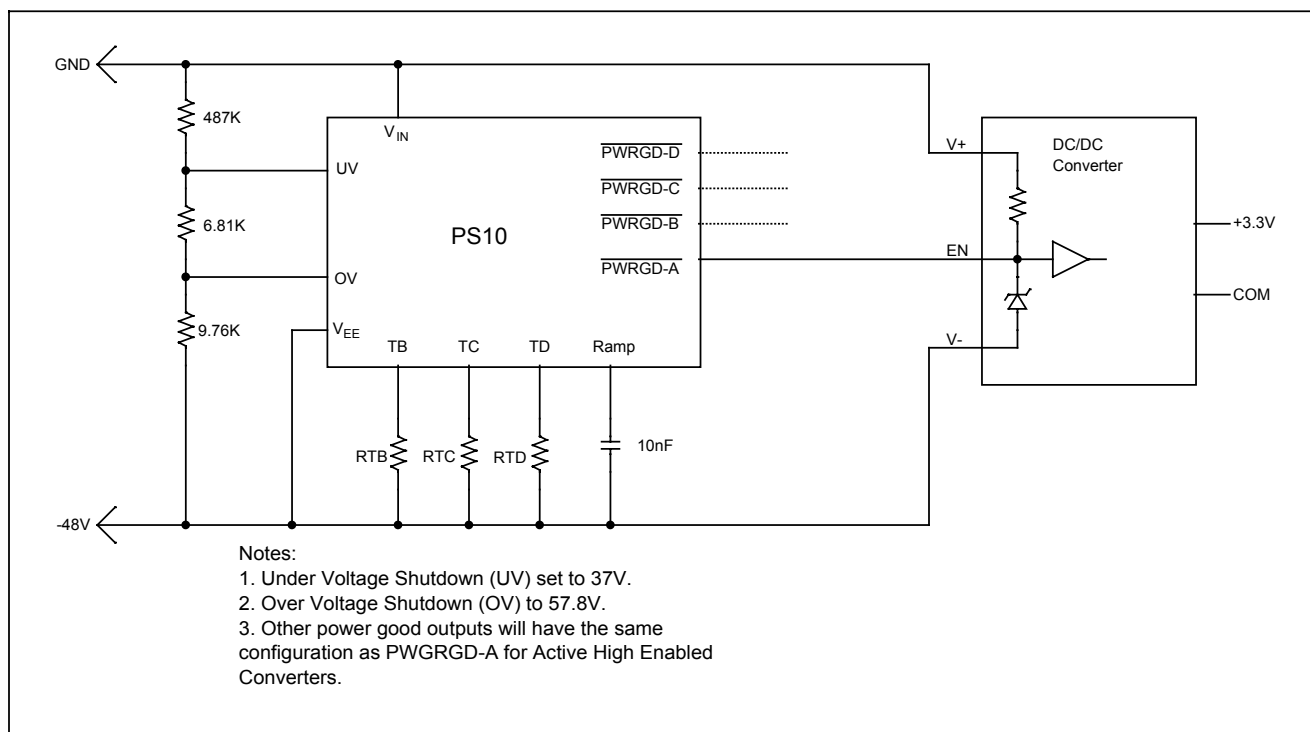 GND
487K
6.81K
9.76K
-48V
VIN
UV
OV
VEE
PS10
PWRGD-D
PWRGD-C
PWRGD-B
PWRGD-A
TB
TC
TD
Ramp
RTB
RTC
RTD
10nF
V+
EN
V-
DC/DC
Converter
+3.3V
COM
Notes:
1. Under Voltage Shutdown (UV) set to 37V.
2. Over Voltage Shutdown (OV) to 57.8V.
3. Other power good outputs will have the same
configuration as PWGRGD-A for Active High Enabled
Converters.